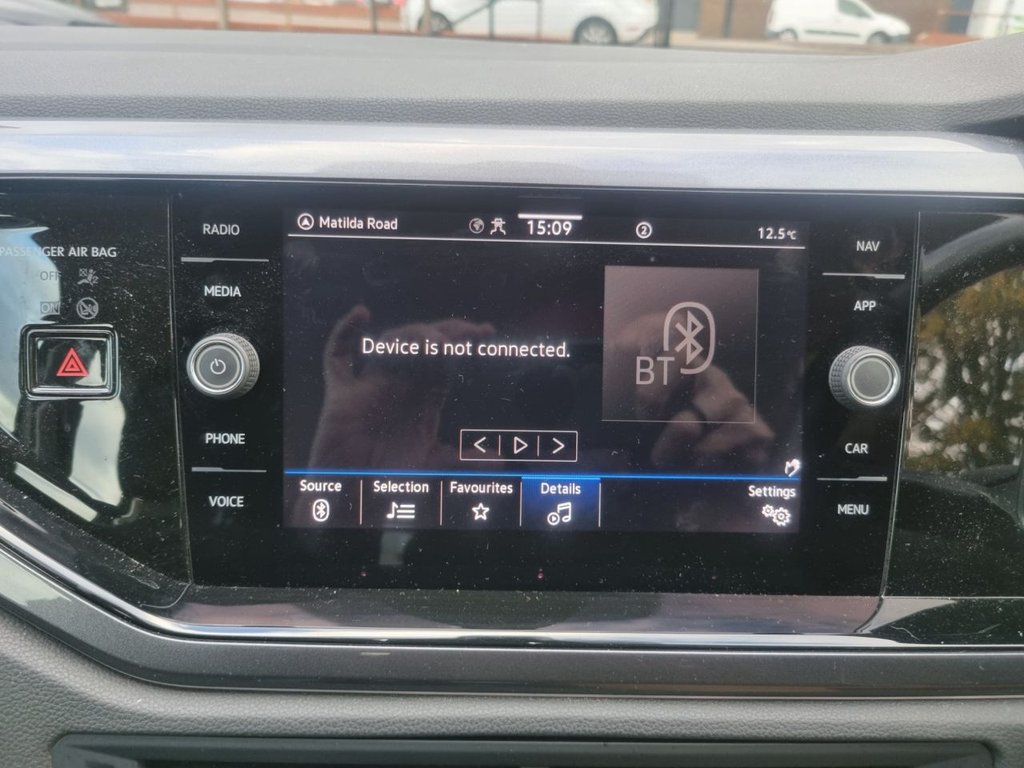 Matilda Road
15:09
2
12.5°C
RADIO
MEDIA
PHONE
VOICE
PASSENGER AIR BAG
OFF
ON
Device is not connected.
BT
Source
Selection
Favourites
Details
Settings
NAV
APP
CAR
MENU